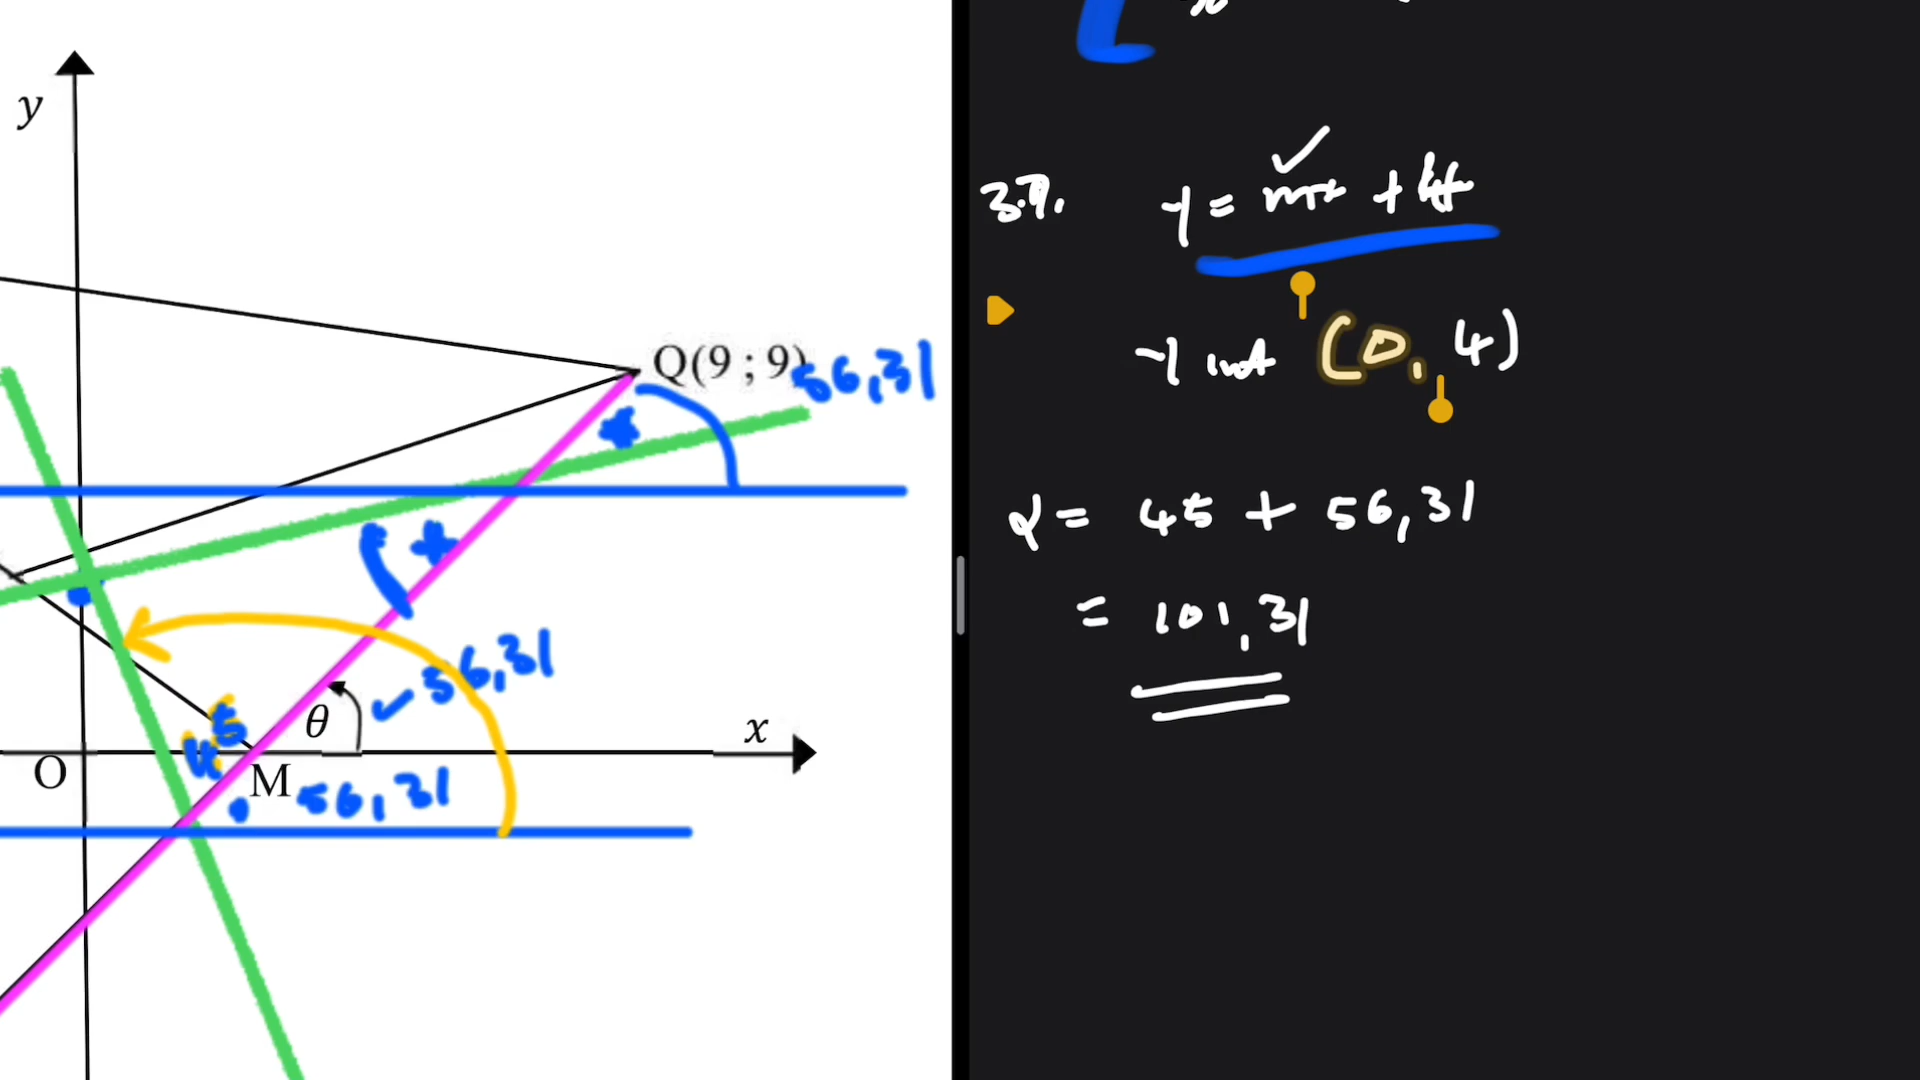 y
Q(9 ; 9)
56,31
56,31
θ
45
x
O
M
56,31
3.7.
y = mx + 4
y int (0, 4)
α = 45 + 56,31
= 101,31